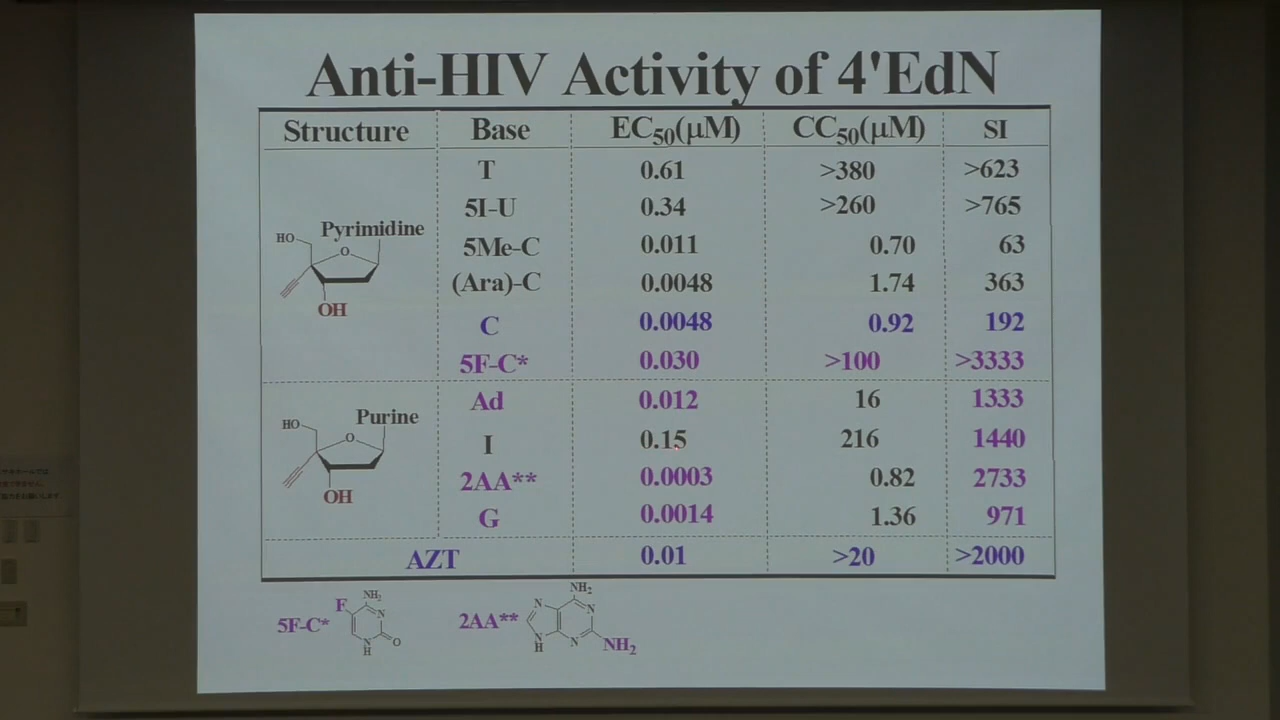 Anti-HIV Activity of 4'EdN
Structure Base EC50(μM) CC50(μM) SI
T 0.61 >380 >623
5I-U 0.34 >260 >765
Pyrimidine
HO O
OH
5Me-C 0.011 0.70 63
(Ara)-C 0.0048 1.74 363
C 0.0048 0.92 192
5F-C* 0.030 >100 >3333
Ad 0.012 16 1333
Purine
HO O
OH
I 0.15 216 1440
2AA** 0.0003 0.82 2733
G 0.0014 1.36 971
AZT 0.01 >20 >2000
5F-C* F NH2 N N H O
2AA** NH2 N N N H N NH2